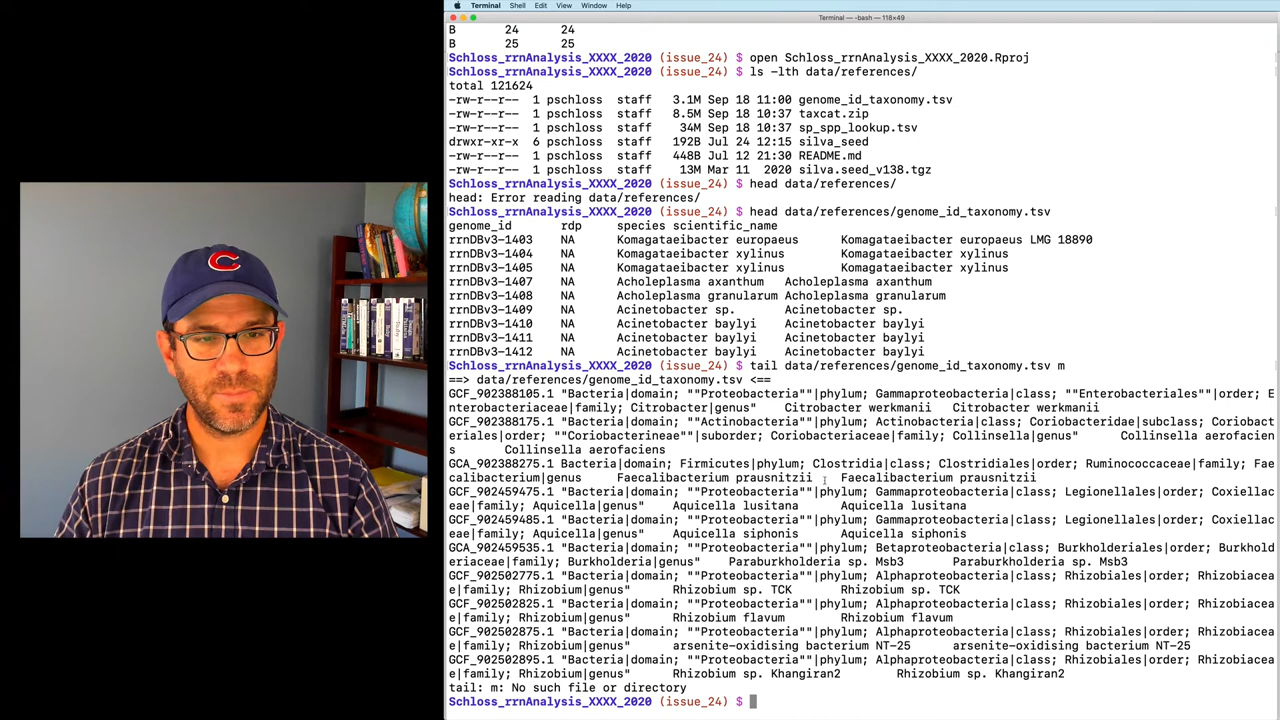 Terminal Shell Edit View Window Help
Terminal — -bash — 118×49
B 24 24
B 25 25
Schloss_rrnAnalysis_XXXX_2020 (issue_24) $ open Schloss_rrnAnalysis_XXXX_2020.Rproj
Schloss_rrnAnalysis_XXXX_2020 (issue_24) $ ls -lth data/references/
total 121624
-rw-r--r-- 1 pschloss staff 3.1M Sep 18 11:00 genome_id_taxonomy.tsv
-rw-r--r-- 1 pschloss staff 8.5M Sep 18 10:37 taxcat.zip
-rw-r--r-- 1 pschloss staff 34M Sep 18 10:37 sp_spp_lookup.tsv
drwxr-xr-x 6 pschloss staff 192B Jul 24 12:15 silva_seed
-rw-r--r-- 1 pschloss staff 448B Jul 12 21:30 README.md
-rw-r--r-- 1 pschloss staff 13M Mar 11 2020 silva.seed_v138.tgz
Schloss_rrnAnalysis_XXXX_2020 (issue_24) $ head data/references/
head: Error reading data/references/
Schloss_rrnAnalysis_XXXX_2020 (issue_24) $ head data/references/genome_id_taxonomy.tsv
genome_id rdp species scientific_name
rrnDBv3-1403 NA Komagataeibacter europaeus Komagataeibacter europaeus LMG 18890
rrnDBv3-1404 NA Komagataeibacter xylinus Komagataeibacter xylinus
rrnDBv3-1405 NA Komagataeibacter xylinus Komagataeibacter xylinus
rrnDBv3-1407 NA Acholeplasma axanthum Acholeplasma axanthum
rrnDBv3-1408 NA Acholeplasma granularum Acholeplasma granularum
rrnDBv3-1409 NA Acinetobacter sp. Acinetobacter sp.
rrnDBv3-1410 NA Acinetobacter baylyi Acinetobacter baylyi
rrnDBv3-1411 NA Acinetobacter baylyi Acinetobacter baylyi
rrnDBv3-1412 NA Acinetobacter baylyi Acinetobacter baylyi
Schloss_rrnAnalysis_XXXX_2020 (issue_24) $ tail data/references/genome_id_taxonomy.tsv m
==> data/references/genome_id_taxonomy.tsv <==
GCF_902388105.1 "Bacteria|domain; ""Proteobacteria""|phylum; Gammaproteobacteria|class; ""Enterobacteriales""|order; E
nterobacteriaceae|family; Citrobacter|genus" Citrobacter werkmanii Citrobacter werkmanii
GCF_902388175.1 "Bacteria|domain; ""Actinobacteria""|phylum; Actinobacteria|class; Coriobacteridae|subclass; Coriobact
eriales|order; ""Coriobacterineae""|suborder; Coriobacteriaceae|family; Collinsella|genus" Collinsella aerofacien
s Collinsella aerofaciens
GCA_902388275.1 Bacteria|domain; Firmicutes|phylum; Clostridia|class; Clostridiales|order; Ruminococcaceae|family; Fae
calibacterium|genus Faecalibacterium prausnitzii Faecalibacterium prausnitzii
GCF_902459475.1 "Bacteria|domain; ""Proteobacteria""|phylum; Gammaproteobacteria|class; Legionellales|order; Coxiellac
eae|family; Aquicella|genus" Aquicella lusitana Aquicella lusitana
GCF_902459485.1 "Bacteria|domain; ""Proteobacteria""|phylum; Gammaproteobacteria|class; Legionellales|order; Coxiellac
eae|family; Aquicella|genus" Aquicella siphonis Aquicella siphonis
GCA_902459535.1 "Bacteria|domain; ""Proteobacteria""|phylum; Betaproteobacteria|class; Burkholderiales|order; Burkhold
eriaceae|family; Burkholderia|genus" Paraburkholderia sp. Msb3 Paraburkholderia sp. Msb3
GCF_902502775.1 "Bacteria|domain; ""Proteobacteria""|phylum; Alphaproteobacteria|class; Rhizobiales|order; Rhizobiacea
e|family; Rhizobium|genus" Rhizobium sp. TCK Rhizobium sp. TCK
GCF_902502825.1 "Bacteria|domain; ""Proteobacteria""|phylum; Alphaproteobacteria|class; Rhizobiales|order; Rhizobiacea
e|family; Rhizobium|genus" Rhizobium flavum Rhizobium flavum
GCF_902502875.1 "Bacteria|domain; ""Proteobacteria""|phylum; Alphaproteobacteria|class; Rhizobiales|order; Rhizobiacea
e|family; Rhizobium|genus" arsenite-oxidising bacterium NT-25 arsenite-oxidising bacterium NT-25
GCF_902502895.1 "Bacteria|domain; ""Proteobacteria""|phylum; Alphaproteobacteria|class; Rhizobiales|order; Rhizobiacea
e|family; Rhizobium|genus" Rhizobium sp. Khangiran2 Rhizobium sp. Khangiran2
tail: m: No such file or directory
Schloss_rrnAnalysis_XXXX_2020 (issue_24) $
C